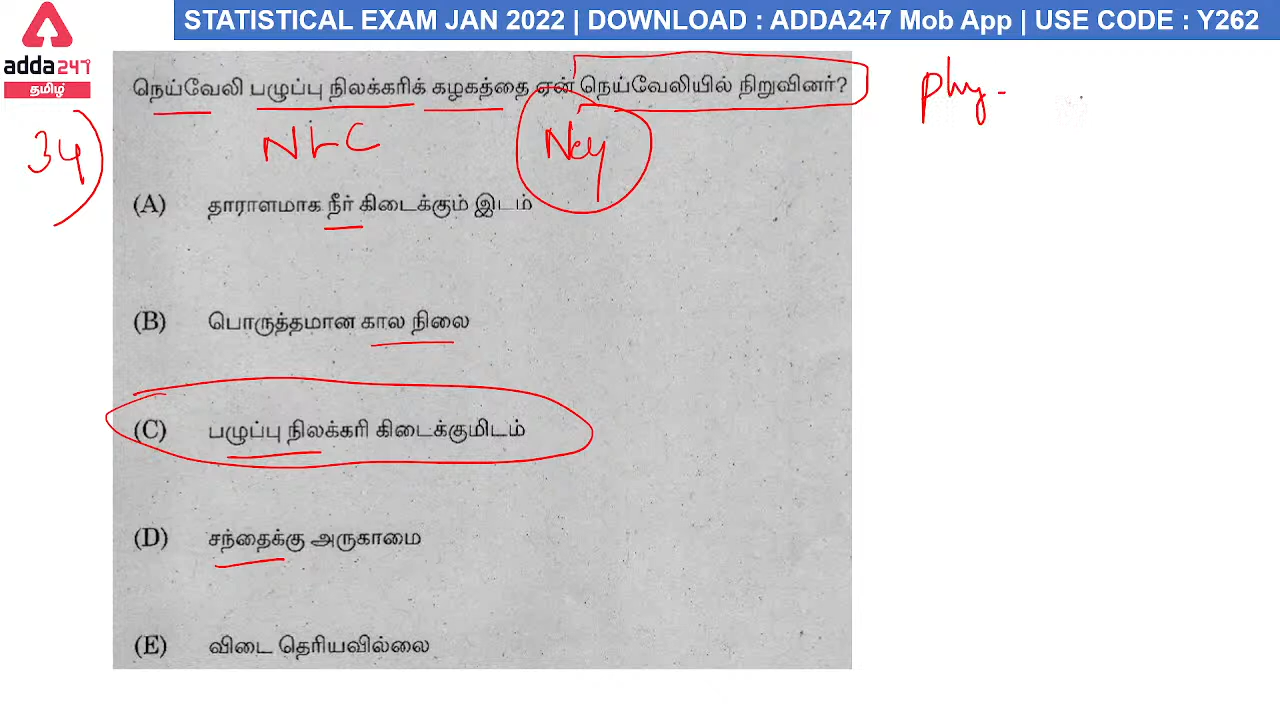 STATISTICAL EXAM JAN 2022 | DOWNLOAD : ADDA247 Mob App | USE CODE : Y262
adda247
தமிழ்
நெய்வேலி பழுப்பு நிலக்கரிக் கழகத்தை ஏன் நெய்வேலியில் நிறுவினர்?
phy -
34)
NLC
Ney
(A) தாராளமாக நீர் கிடைக்கும் இடம்
(B) பொருத்தமான கால நிலை
(C) பழுப்பு நிலக்கரி கிடைக்குமிடம்
(D) சந்தைக்கு அருகாமை
(E) விடை தெரியவில்லை